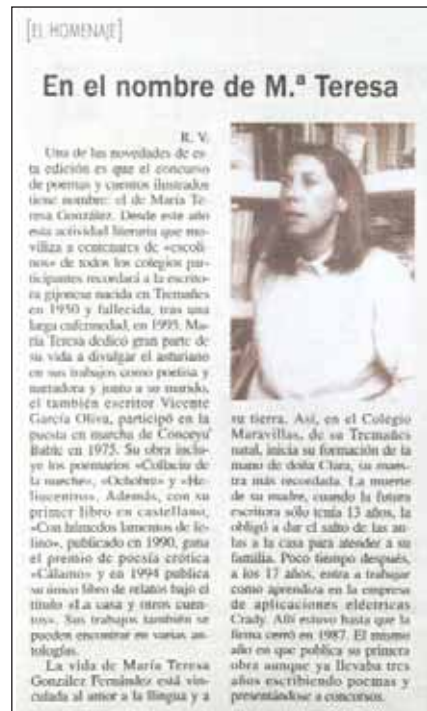 [EL HOMENAJE]
En el nombre de M.ª Teresa
R. V.
Una de las novedades de es-
ta edición es que el concurso
de poemas y cuentos ilustrados
tiene nombre: el de María Te-
resa González. Desde este año
esta actividad literaria que mo-
viliza a centenares de «escoli-
nos» de todos los colegios par-
ticipantes recordará a la escrito-
ra gijonesa nacida en Tremañes
en 1950 y fallecida, tras una
larga enfermedad, en 1995. Ma-
ría Teresa dedicó gran parte de
su vida a divulgar el asturiano
en sus trabajos como poetisa y
narradora y junto a su marido,
el también escritor Vicente
García Oliva, participó en la
puesta en marcha de Conceyu
Bable en 1975. Su obra inclu-
ye los poemarios «Collaciu de
la nueche», «Ochobre» y «He-
liucentru». Además, con su
primer libro en castellano,
«Con húmedos lamentos de fe-
lino», publicado en 1990, gana
el premio de poesía erótica
«Cálamo» y en 1994 publica
su único libro de relatos bajo el
título «La casa y otros cuen-
tos». Sus trabajos también se
pueden encontrar en varias an-
tologías.
La vida de María Teresa
González Fernández está vin-
culada al amor a la llingua y a
su tierra. Así, en el Colegio
Maravillas, de su Tremañes
natal, inicia su formación de la
mano de doña Clara, su maes-
tra más recordada. La muerte
de su madre, cuando la futura
escritora sólo tenía 13 años, la
obligó a dar el salto de las au-
las a la casa para atender a su
familia. Poco tiempo después,
a los 17 años, entra a trabajar
como aprendiza en la empresa
de aplicaciones eléctricas
Crady. Allí estuvo hasta que la
firma cerró en 1987. El mismo
año en que publica su primera
obra aunque ya llevaba tres
años escribiendo poemas y
presentándose a concursos.